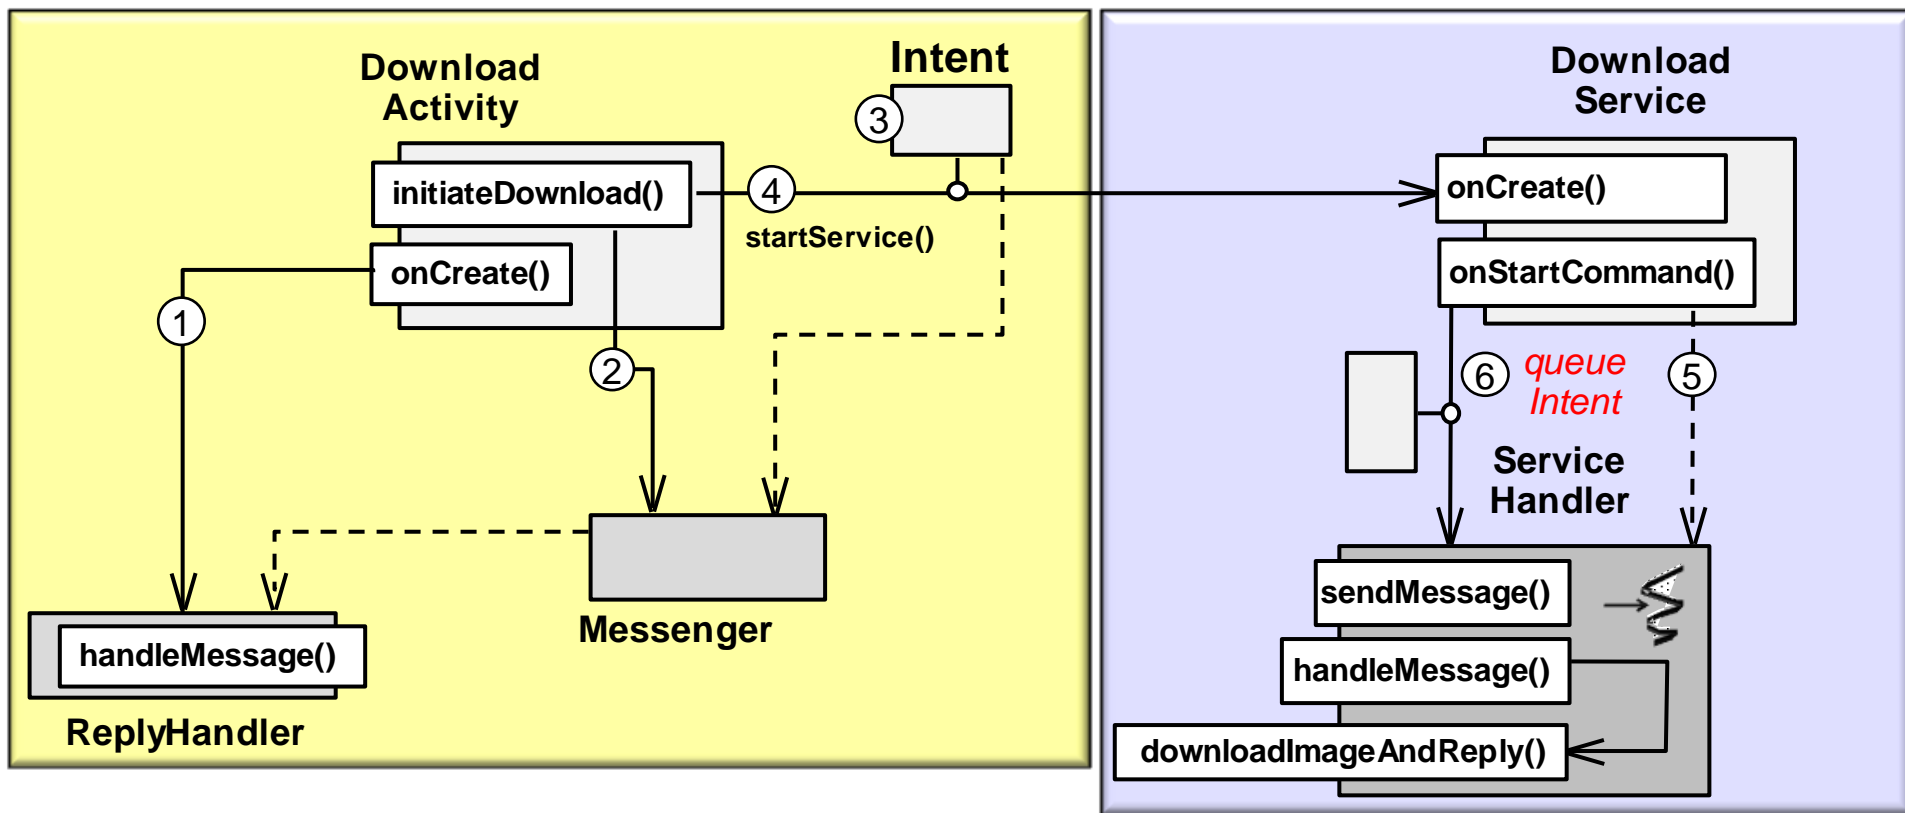 Download
Activity
Intent
3
initiateDownload()
4
startService()
onCreate()
1
2
Messenger
handleMessage()
ReplyHandler
Download
Service
onCreate()
onStartCommand()
6
queue
Intent
5
Service
Handler
sendMessage()
handleMessage()
downloadImageAndReply()